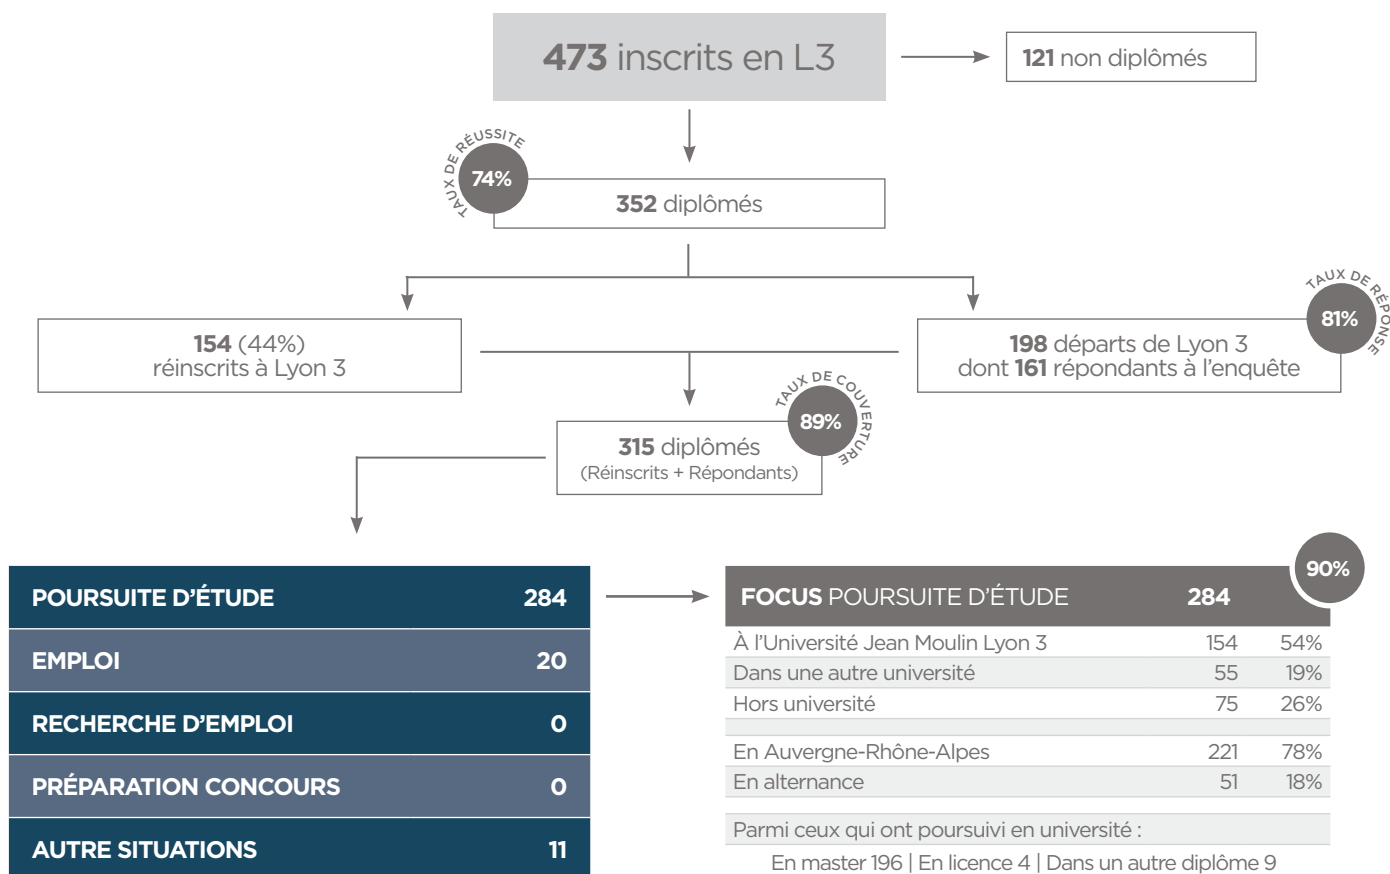 473 inscrits en L3
121 non diplômés
TAUX DE RÉUSSITE
74%
352 diplômés
TAUX DE RÉPONSE
81%
154 (44%)
réinscrits à Lyon 3
198 départs de Lyon 3
dont 161 répondants à l'enquête
TAUX DE COUVERTURE
89%
315 diplômés
(Réinscrits + Répondants)
POURSUITE D'ÉTUDE 284
EMPLOI 20
RECHERCHE D'EMPLOI 0
PRÉPARATION CONCOURS 0
AUTRE SITUATIONS 11
90%
FOCUS POURSUITE D'ÉTUDE 284
À l'Université Jean Moulin Lyon 3 154 54%
Dans une autre université 55 19%
Hors université 75 26%
En Auvergne-Rhône-Alpes 221 78%
En alternance 51 18%
Parmi ceux qui ont poursuivi en université :
En master 196 | En licence 4 | Dans un autre diplôme 9